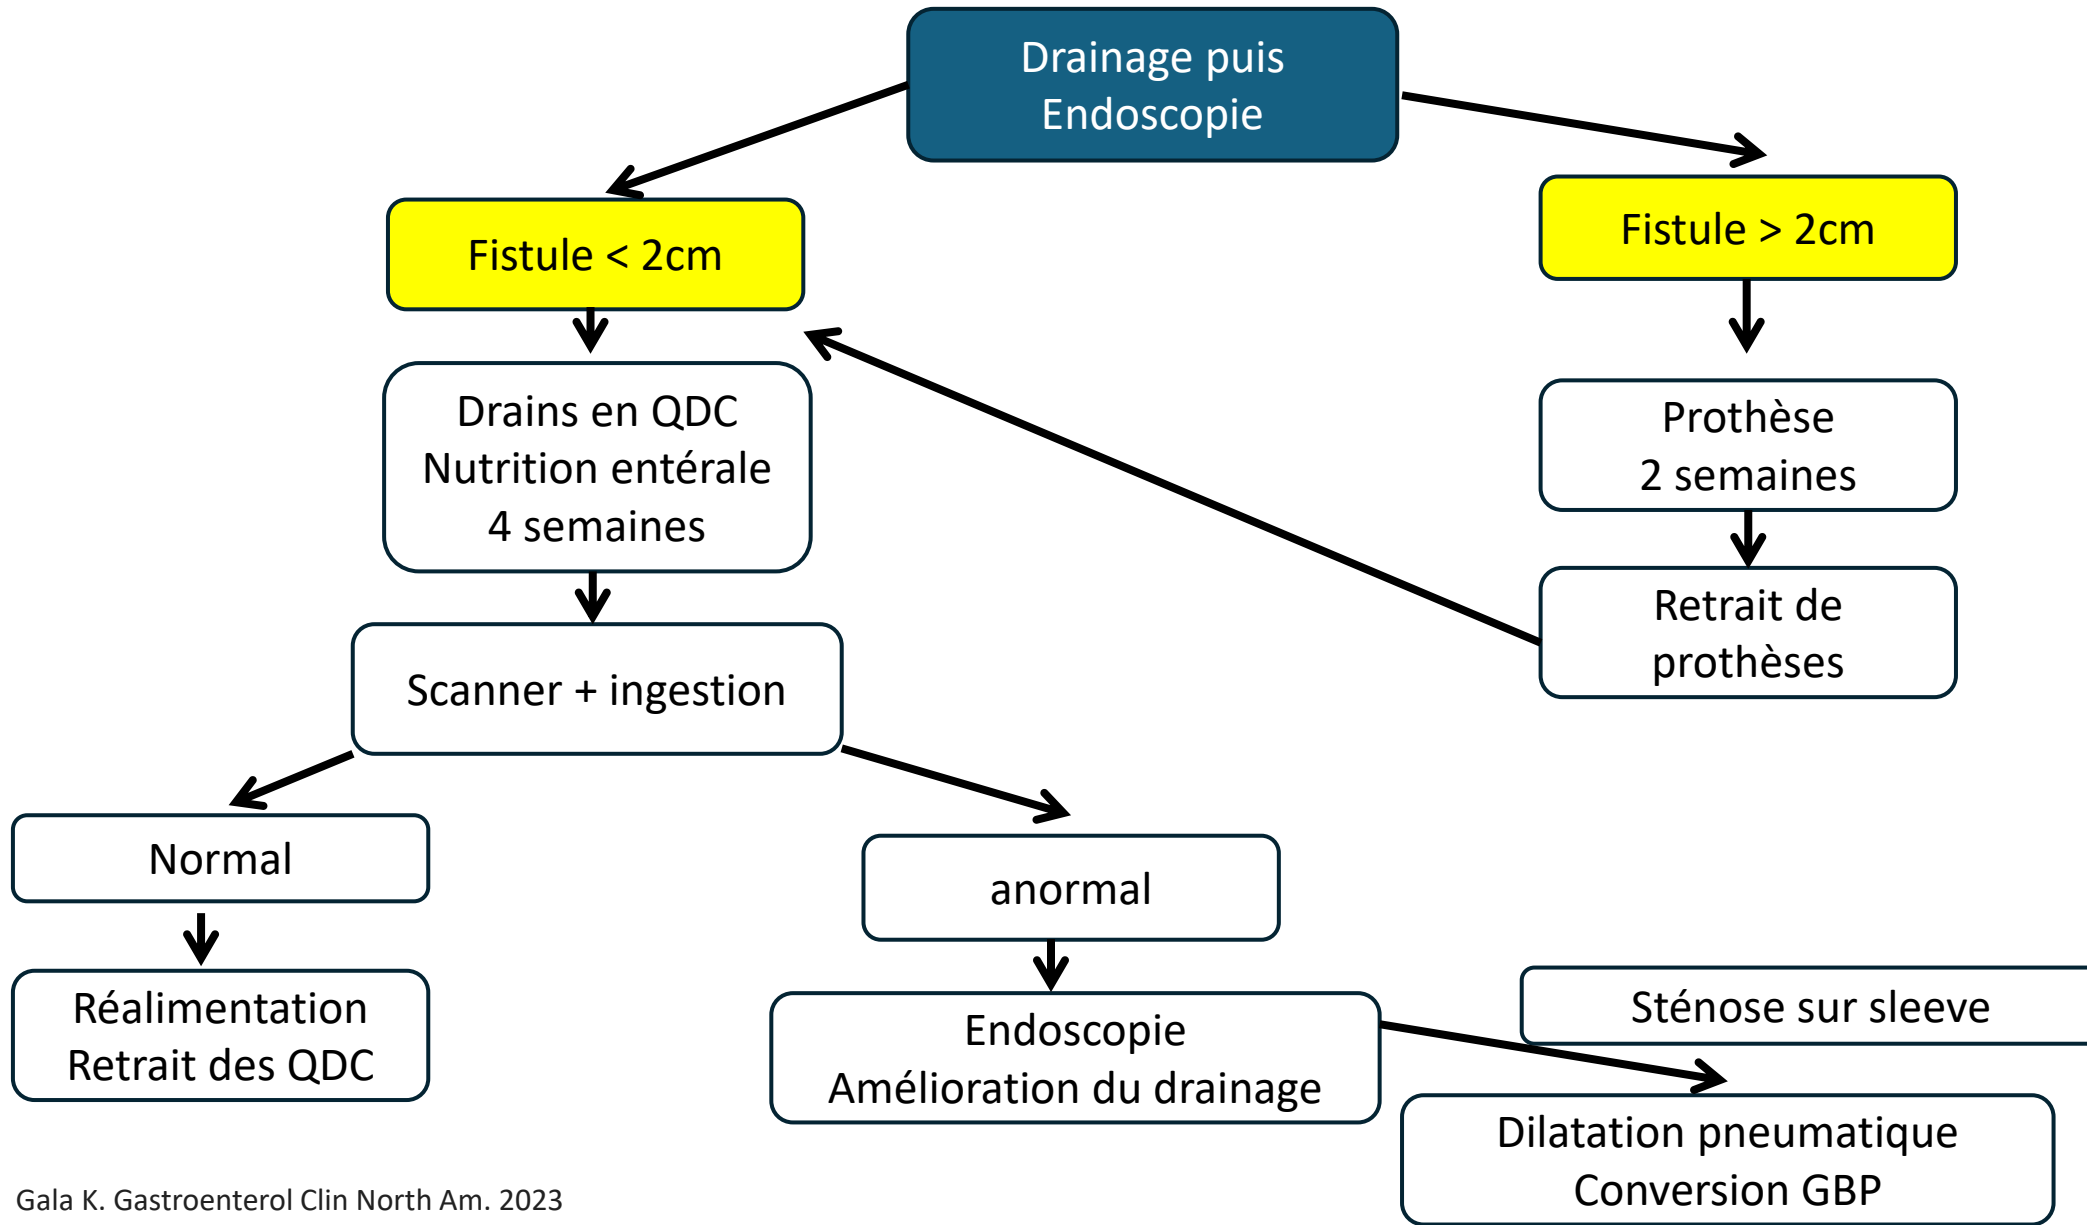 Drainage puis
Endoscopie
Fistule < 2cm
Fistule > 2cm
Drains en QDC
Nutrition entérale
4 semaines
Prothèse
2 semaines
Retrait de
prothèses
Scanner + ingestion
Normal
anormal
Réalimentation
Retrait des QDC
Endoscopie
Amélioration du drainage
Sténose sur sleeve
Dilatation pneumatique
Conversion GBP
Gala K. Gastroenterol Clin North Am. 2023